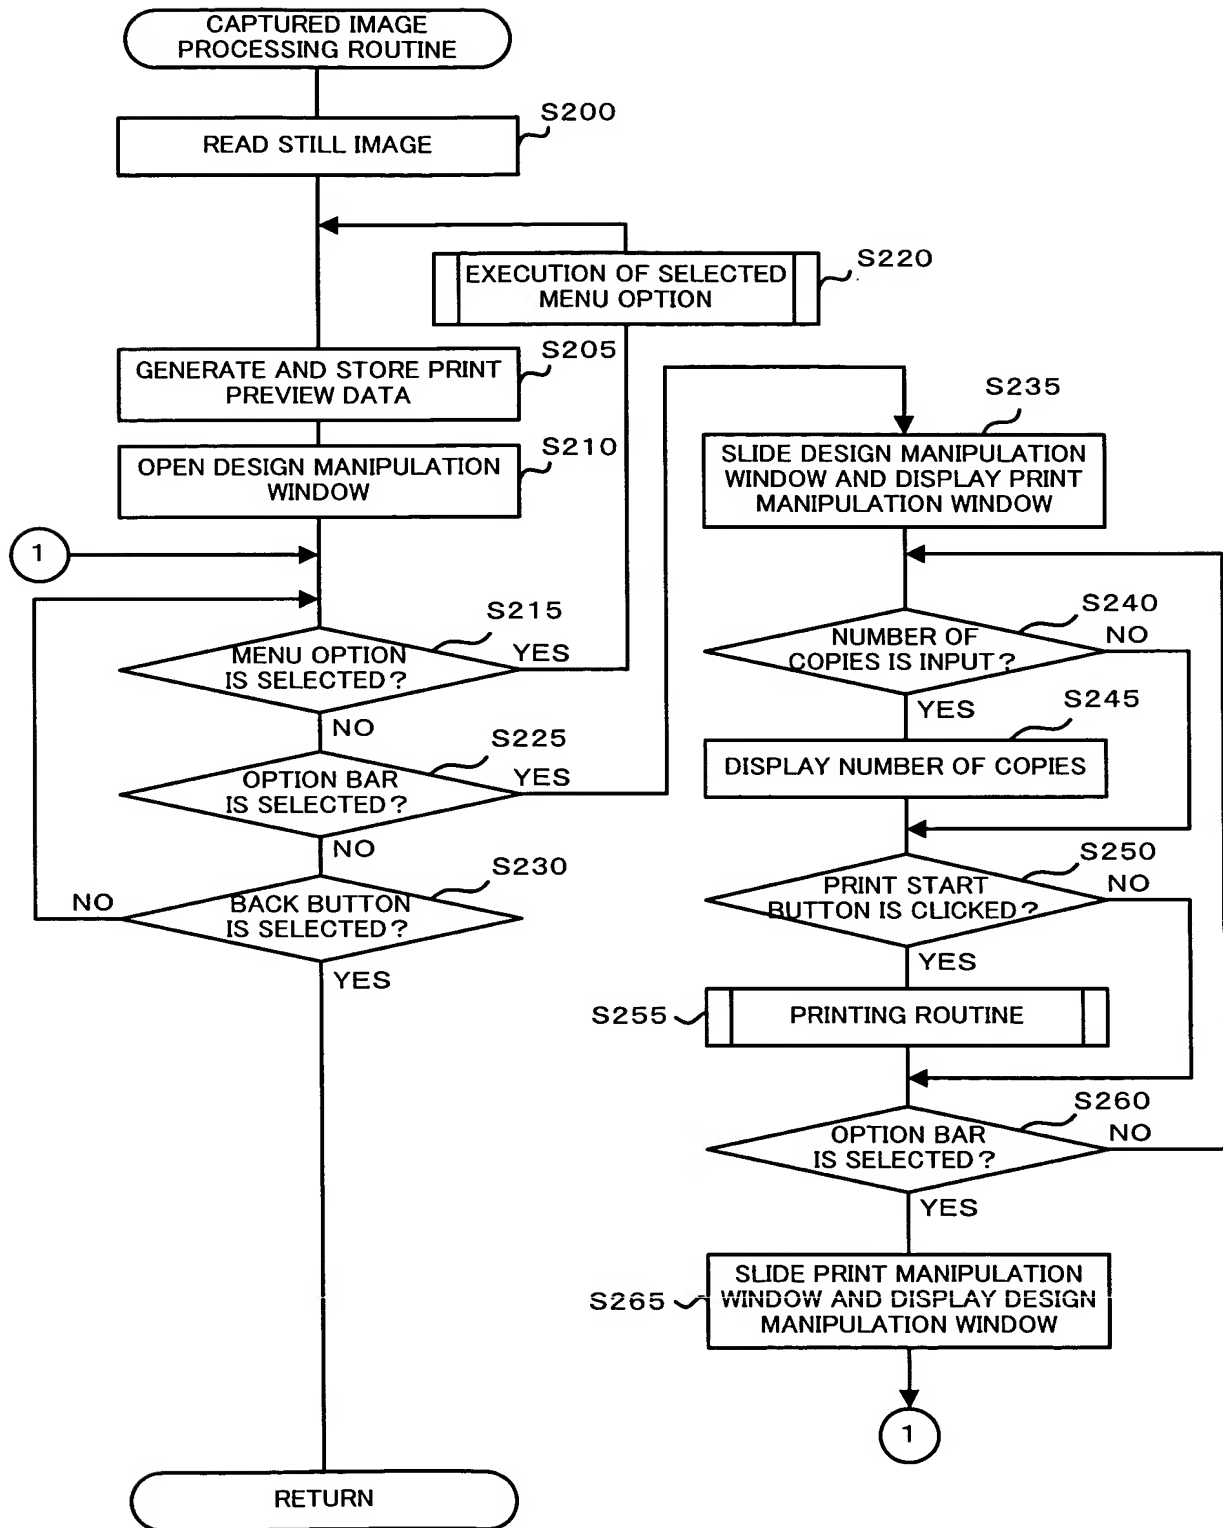 CAPTURED IMAGE
PROCESSING ROUTINE
S200
READ STILL IMAGE
S220
EXECUTION OF SELECTED
MENU OPTION
S205
GENERATE AND STORE PRINT
PREVIEW DATA
S210
OPEN DESIGN MANIPULATION
WINDOW
1
S215
MENU OPTION
IS SELECTED?
YES
NO
S225
OPTION BAR
IS SELECTED?
YES
NO
S230
BACK BUTTON
IS SELECTED?
NO
YES
S235
SLIDE DESIGN MANIPULATION
WINDOW AND DISPLAY PRINT
MANIPULATION WINDOW
S240
NUMBER OF
COPIES IS INPUT?
NO
YES
S245
DISPLAY NUMBER OF COPIES
S250
PRINT START
BUTTON IS CLICKED?
NO
YES
S255
PRINTING ROUTINE
S260
OPTION BAR
IS SELECTED?
NO
YES
S265
SLIDE PRINT MANIPULATION
WINDOW AND DISPLAY DESIGN
MANIPULATION WINDOW
1
RETURN